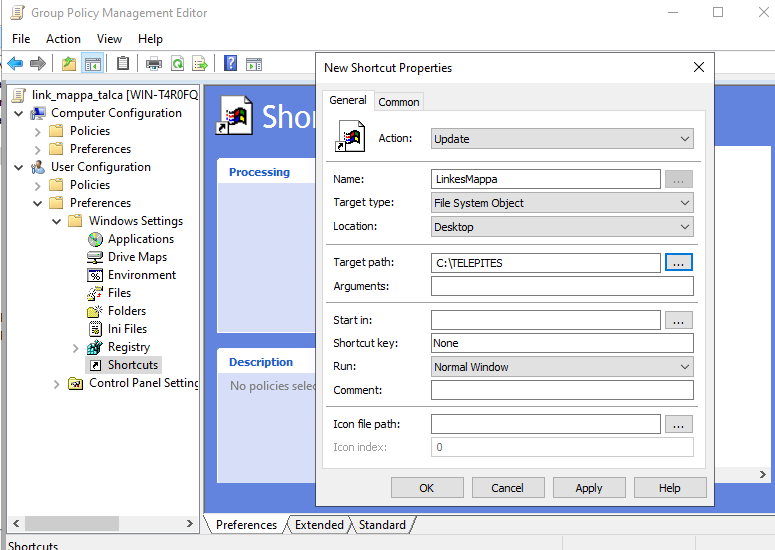 Group Policy Management Editor
File Action View Help
link_mappa_talca [WIN-T4R0FQ
Computer Configuration
Policies
Preferences
User Configuration
Policies
Preferences
Windows Settings
Applications
Drive Maps
Environment
Files
Folders
Ini Files
Registry
Shortcuts
Control Panel Setting
Sho
Processing
Description
No policies selec
New Shortcut Properties
General Common
Action: Update
Name: LinkesMappa ...
Target type: File System Object
Location: Desktop
Target path: C:\TELEPITES ...
Arguments:
Start in: ...
Shortcut key: None
Run: Normal Window
Comment:
Icon file path: ...
Icon index: 0
OK Cancel Apply Help
Preferences Extended Standard
Shortcuts